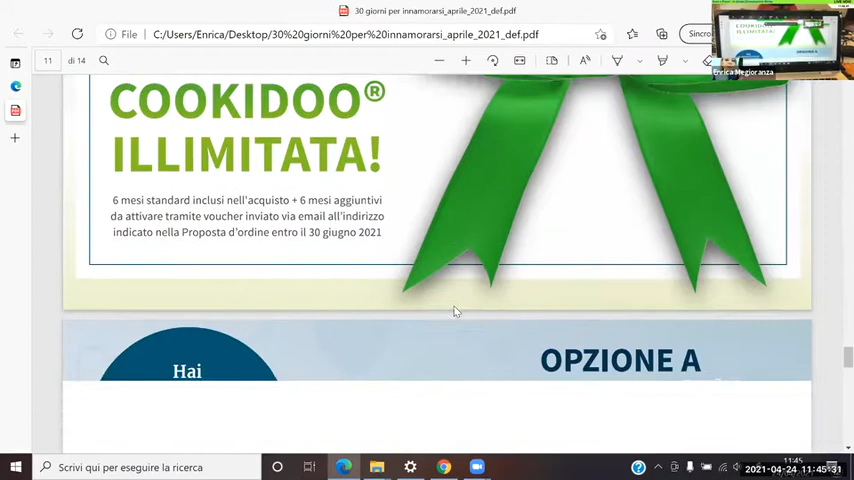 30 giorni per innamorarsi_aprile_2021_def.pdf
File
C:/Users/Enrica/Desktop/30%20giorni%20per%20innamorarsi_aprile_2021_def.pdf
Sincro
11 di 14
Enrica Megioranza
COOKIDOO®
ILLIMITATA!
6 mesi standard inclusi nell'acquisto + 6 mesi aggiuntivi
da attivare tramite voucher inviato via email all'indirizzo
indicato nella Proposta d'ordine entro il 30 giugno 2021
Hai
OPZIONE A
Scrivi qui per eseguire la ricerca
11:45
2021-04-24 11:45:31